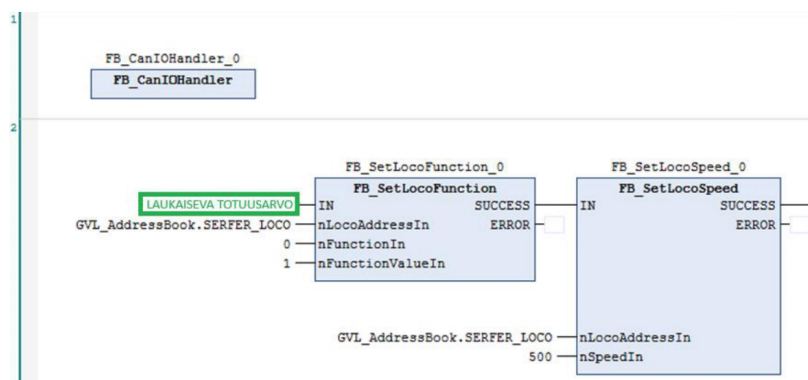 1
FB_CanIOHandler_0
FB_CanIOHandler
2
FB_SetLocoFunction_0 FB_SetLocoSpeed_0
FB_SetLocoFunction FB_SetLocoSpeed
LAUKAISEVA TOTUUSARVO IN SUCCESS IN SUCCESS
GVL_AddressBook.SERFER_LOCO nLocoAddressIn ERROR ERROR
0 nFunctionIn
1 nFunctionValueIn
GVL_AddressBook.SERFER_LOCO nLocoAddressIn
500 nSpeedIn